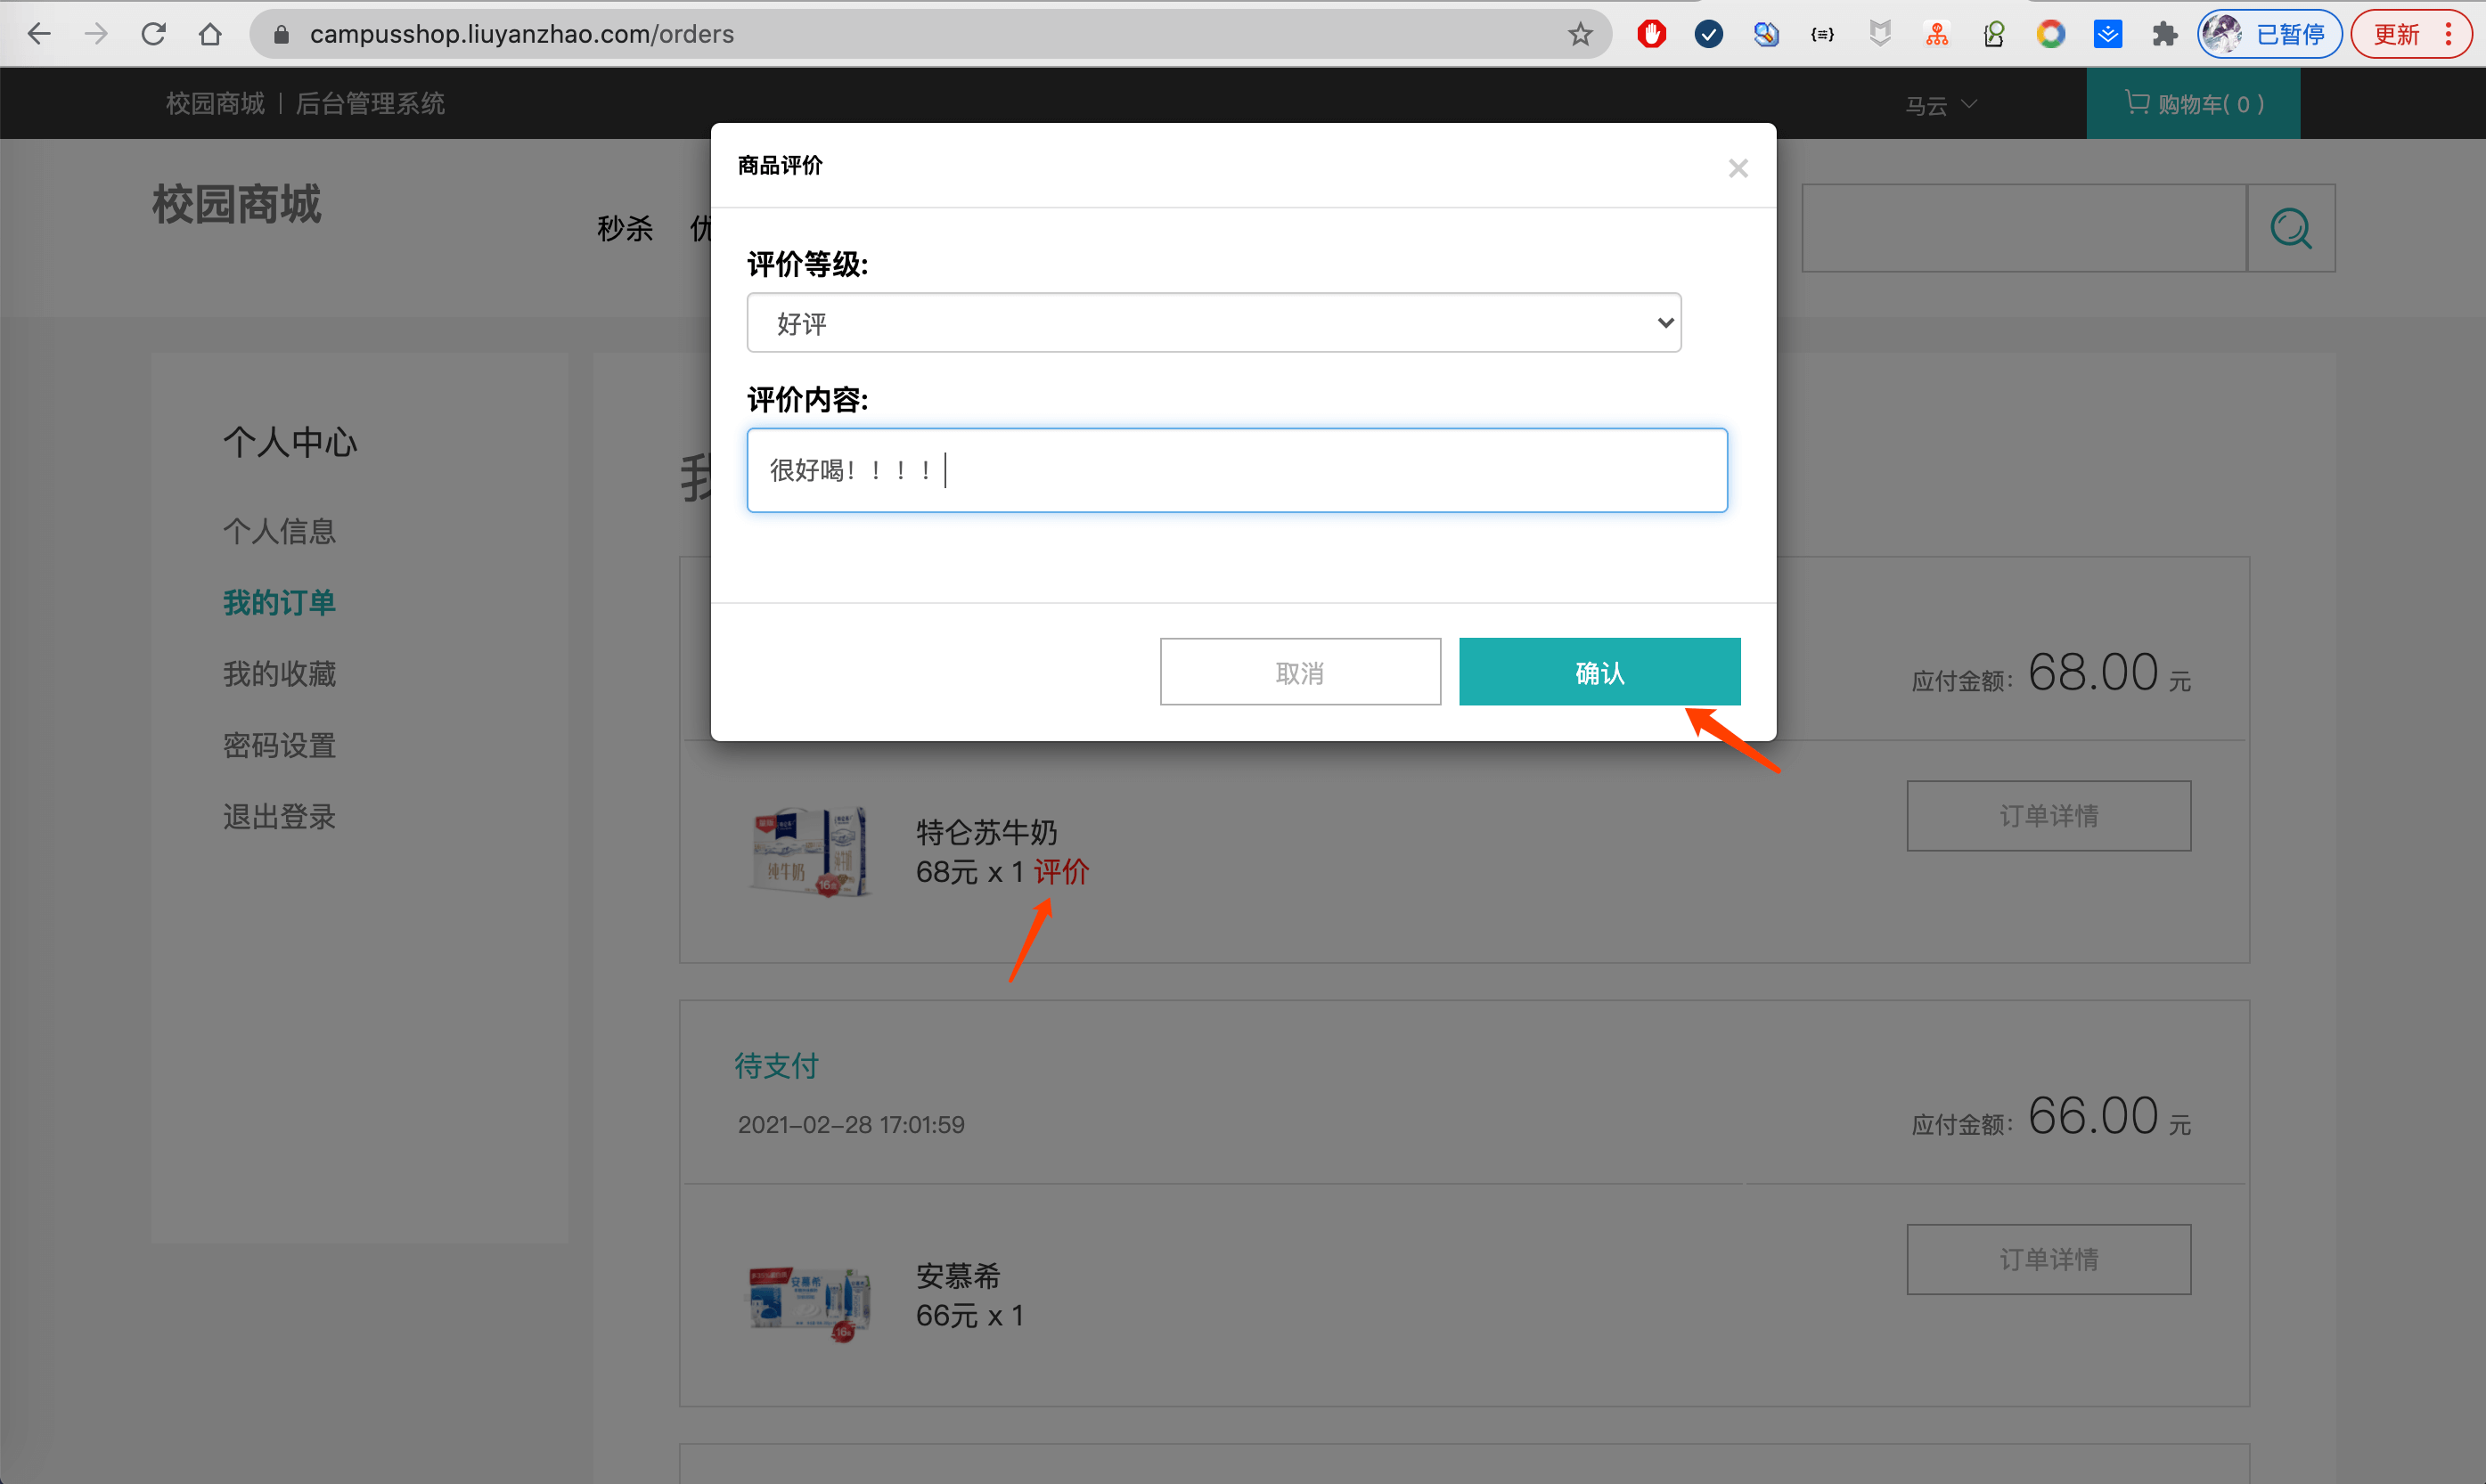 campusshop.liuyanzhao.com/orders
已暂停
更新
校园商城 | 后台管理系统
马云
购物车( 0 )
校园商城
秒杀
商品评价
×
评价等级:
好评
评价内容:
很好喝！！！！
取消
确认
个人中心
个人信息
我的订单
我的收藏
密码设置
退出登录
我
应付金额：68.00 元
订单详情
纯牛奶
特仑苏牛奶
68元 x 1 评价
待支付
2021-02-28 17:01:59
应付金额：66.00 元
订单详情
安慕希
安慕希
66元 x 1